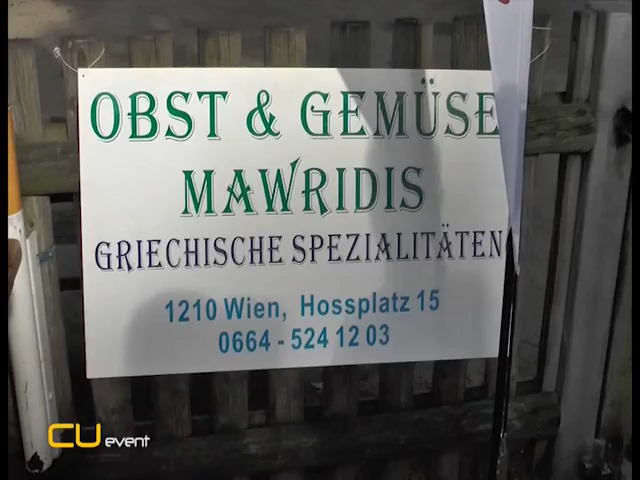 OBST & GEMÜSE
MAWRIDIS
GRIECHISCHE SPEZIALITÄTEN
1210 Wien, Hossplatz 15
0664 - 524 12 03
CU event